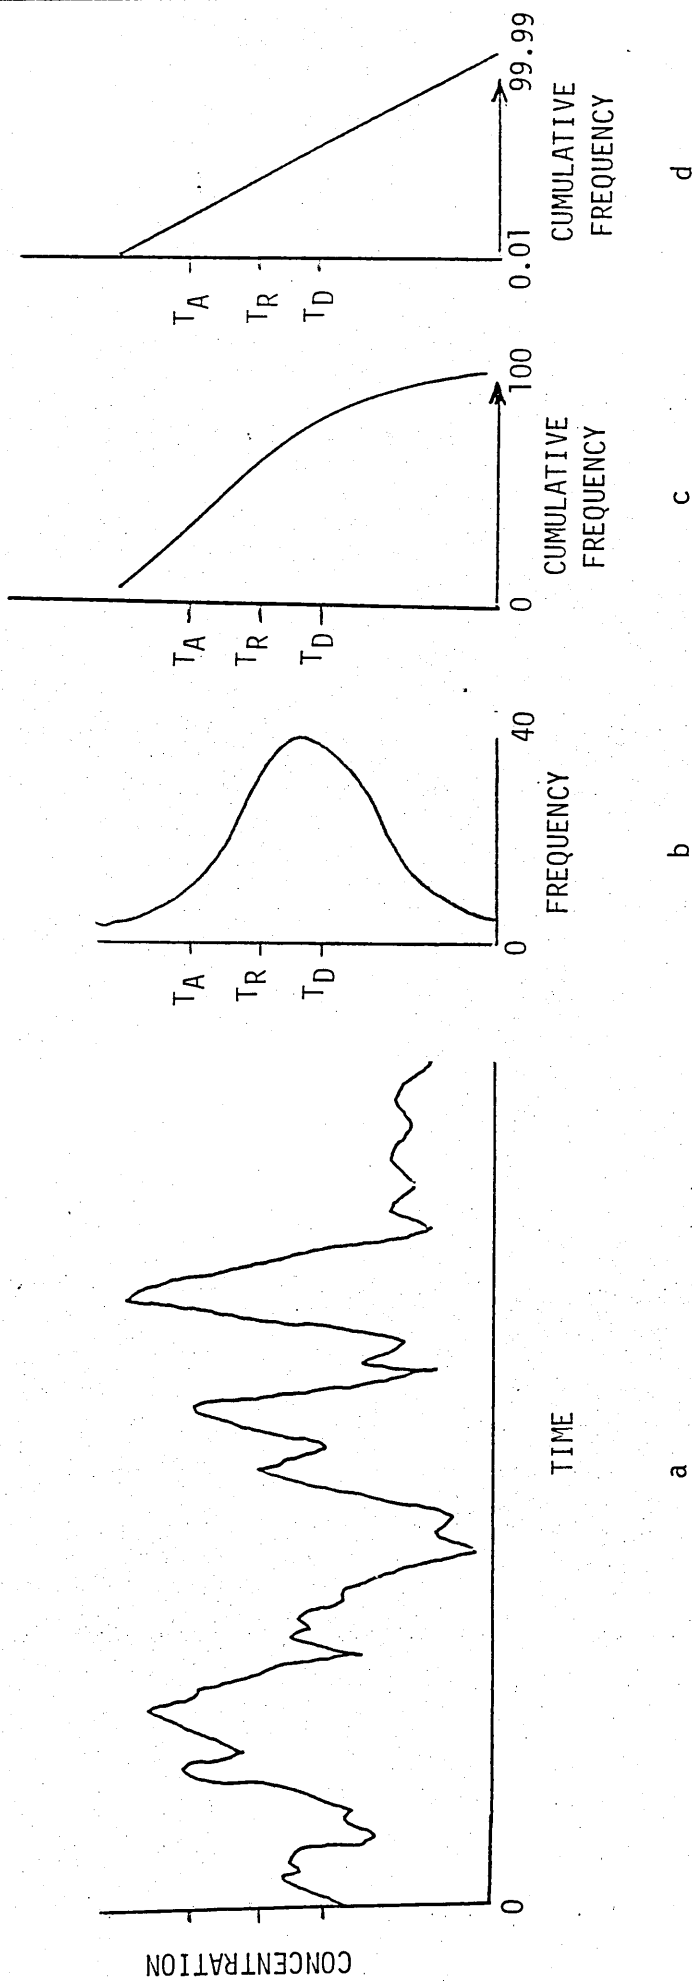 CONCENTRATION
0
TIME
a
T_A
T_R
T_D
0
40
FREQUENCY
b
T_A
T_R
T_D
0
100
CUMULATIVE
FREQUENCY
c
T_A
T_R
T_D
0.01
99.99
CUMULATIVE
FREQUENCY
d